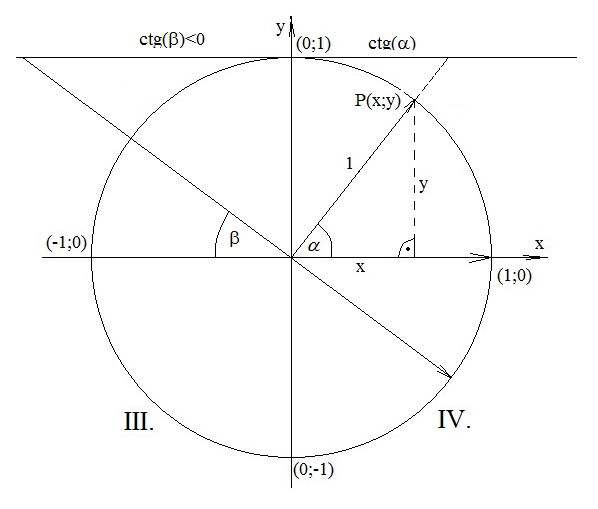 y
ctg(β)<0
(0;1)
ctg(α)
P(x;y)
1
y
β
α
(-1;0)
x
x
(1;0)
III.
IV.
(0;-1)